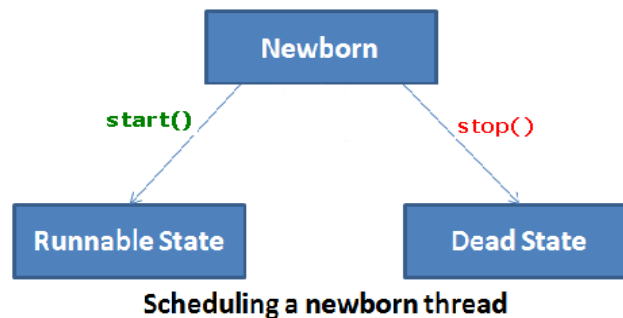 Newborn
start()
stop()
Runnable State
Dead State
Scheduling a newborn thread